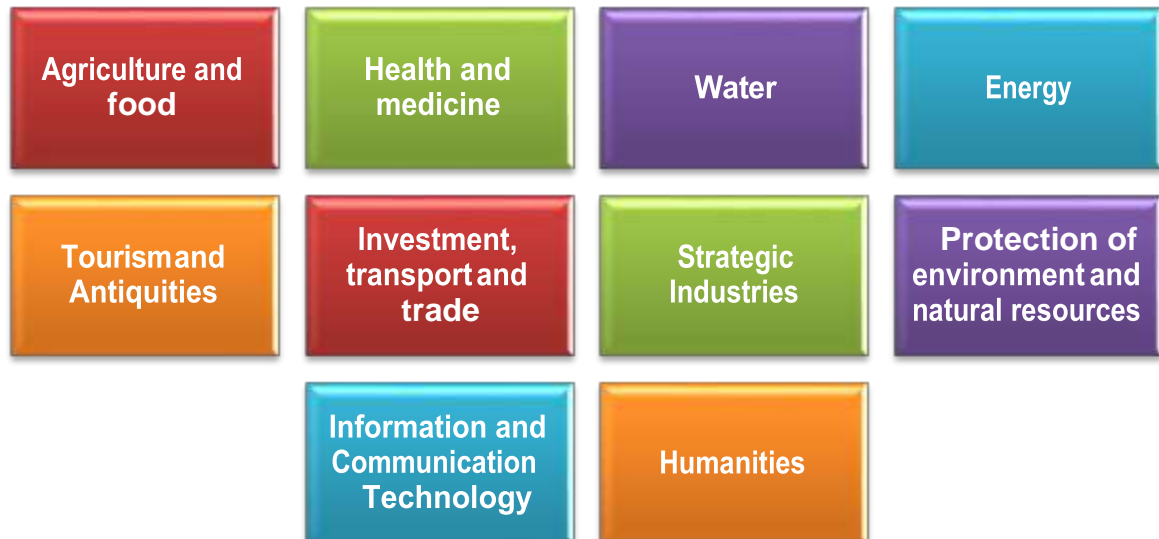 Agriculture and
food
Health and
medicine
Water
Energy
Tourism and
Antiquities
Investment,
transport and
trade
Strategic
Industries
Protection of
environment and
natural resources
Information and
Communication
Technology
Humanities